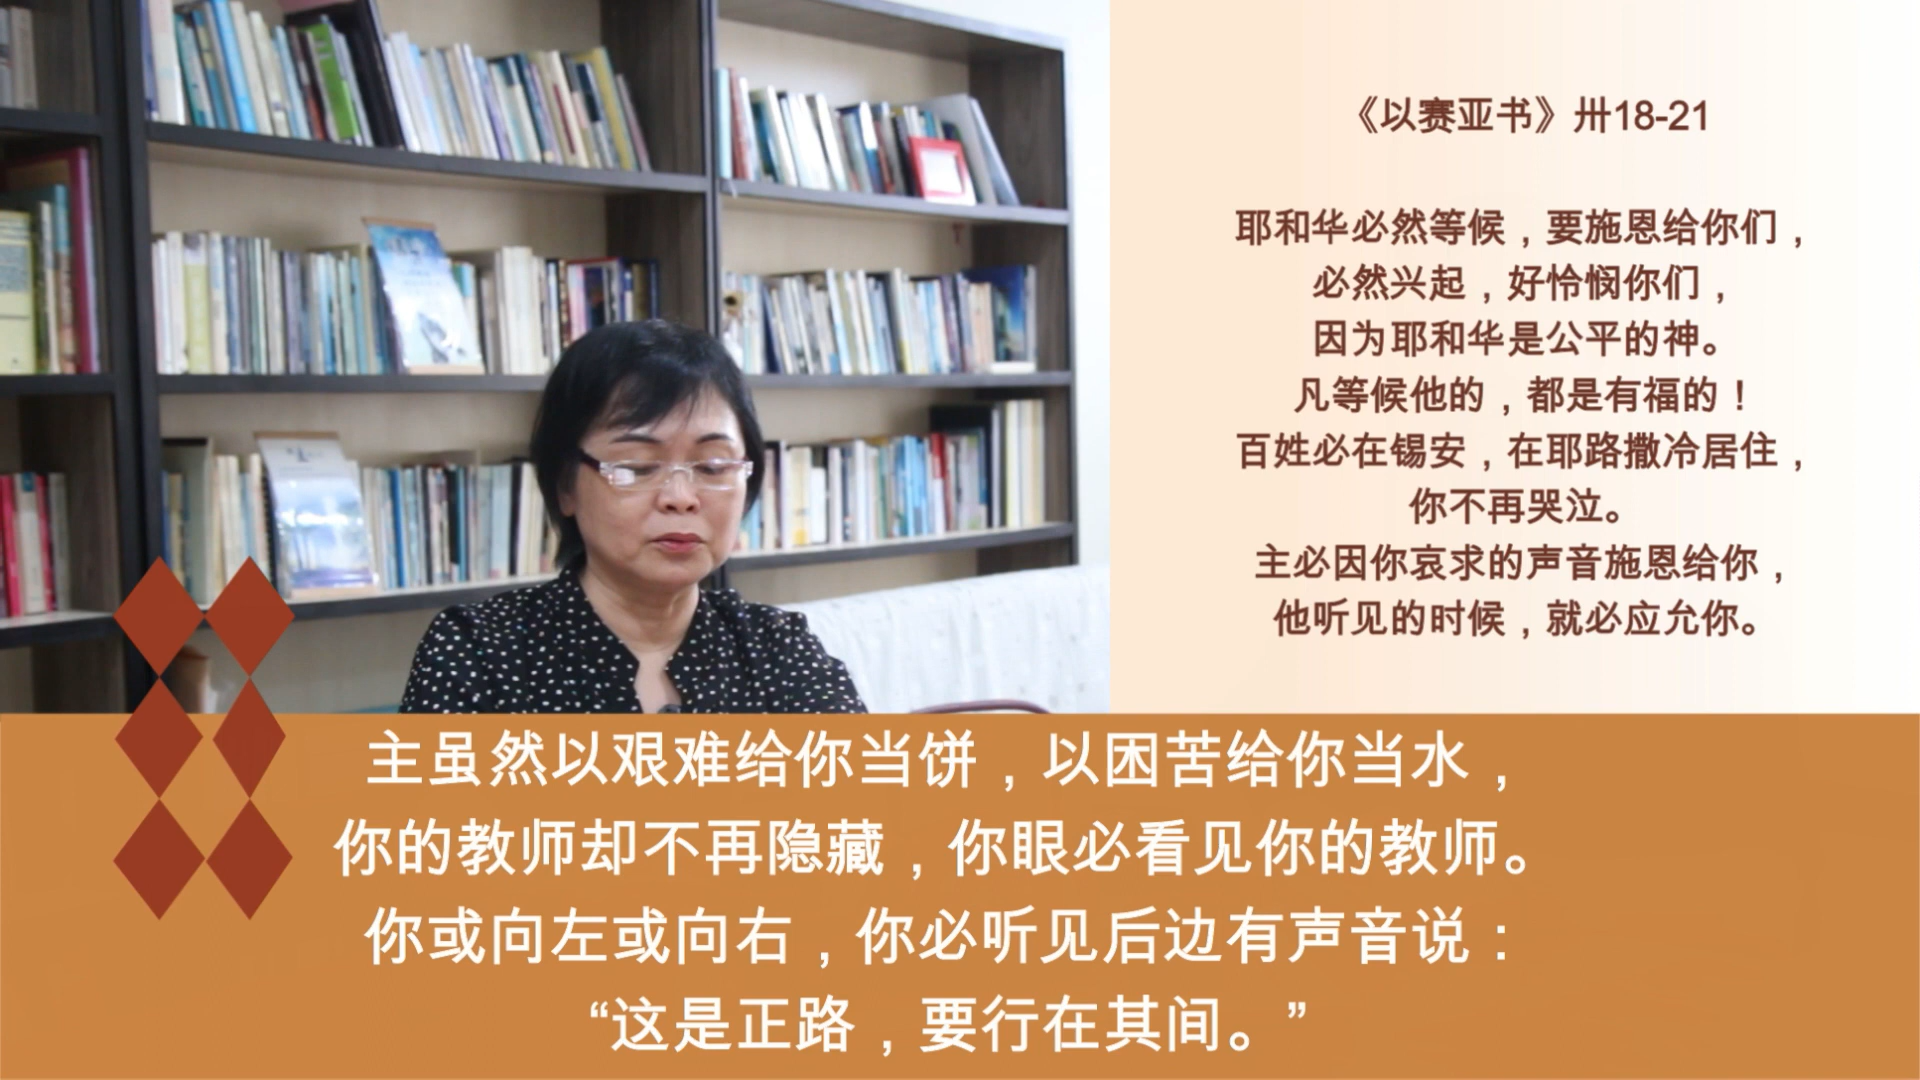 《以赛亚书》卅18-21
耶和华必然等候，要施恩给你们，
必然兴起，好怜悯你们，
因为耶和华是公平的神。
凡等候他的，都是有福的！
百姓必在锡安，在耶路撒冷居住，
你不再哭泣。
主必因你哀求的声音施恩给你，
他听见的时候，就必应允你。
主虽然以艰难给你当饼，以困苦给你当水，
你的教师却不再隐藏，你眼必看见你的教师。
你或向左或向右，你必听见后边有声音说：
“这是正路，要行在其间。”